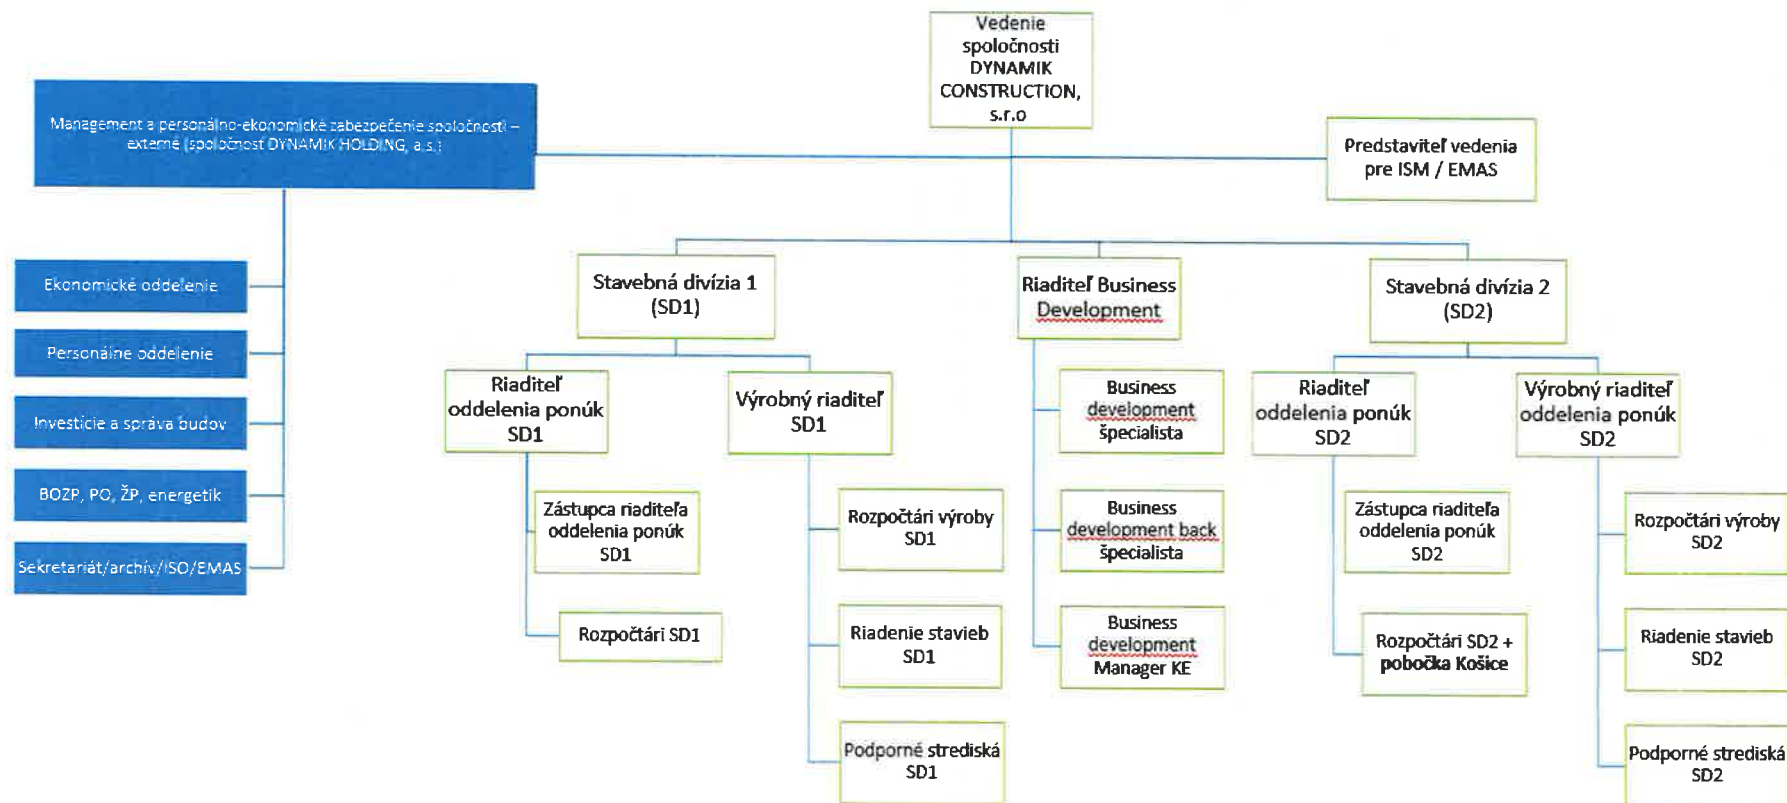 Vedenie
spoločnosti
DYNAMIK
CONSTRUCTION,
s.r.o
Management a personálno-ekonomické zabezpečenie spoločnosti –
externé (spoločnosť DYNAMIK HOLDING, a.s.)
Predstaviteľ vedenia
pre ISM / EMAS
Ekonomické oddelenie
Personálne oddelenie
Investície a správa budov
BOZP, PO, ŽP, energetik
Sekretariát/archív/ISO/EMAS
Stavebná divízia 1
(SD1)
Riaditeľ Business
Development
Stavebná divízia 2
(SD2)
Riaditeľ
oddelenia ponúk
SD1
Výrobný riaditeľ
SD1
Business
development
špecialista
Riaditeľ
oddelenia ponúk
SD2
Výrobný riaditeľ
oddelenia ponúk
SD2
Zástupca riaditeľa
oddelenia ponúk
SD1
Rozpočtári výroby
SD1
Business
development back
špecialista
Zástupca riaditeľa
oddelenia ponúk
SD2
Rozpočtári výroby
SD2
Rozpočtári SD1
Riadenie stavieb
SD1
Business
development
Manager KE
Rozpočtári SD2 +
pobočka Košice
Riadenie stavieb
SD2
Podporné strediská
SD1
Podporné strediská
SD2